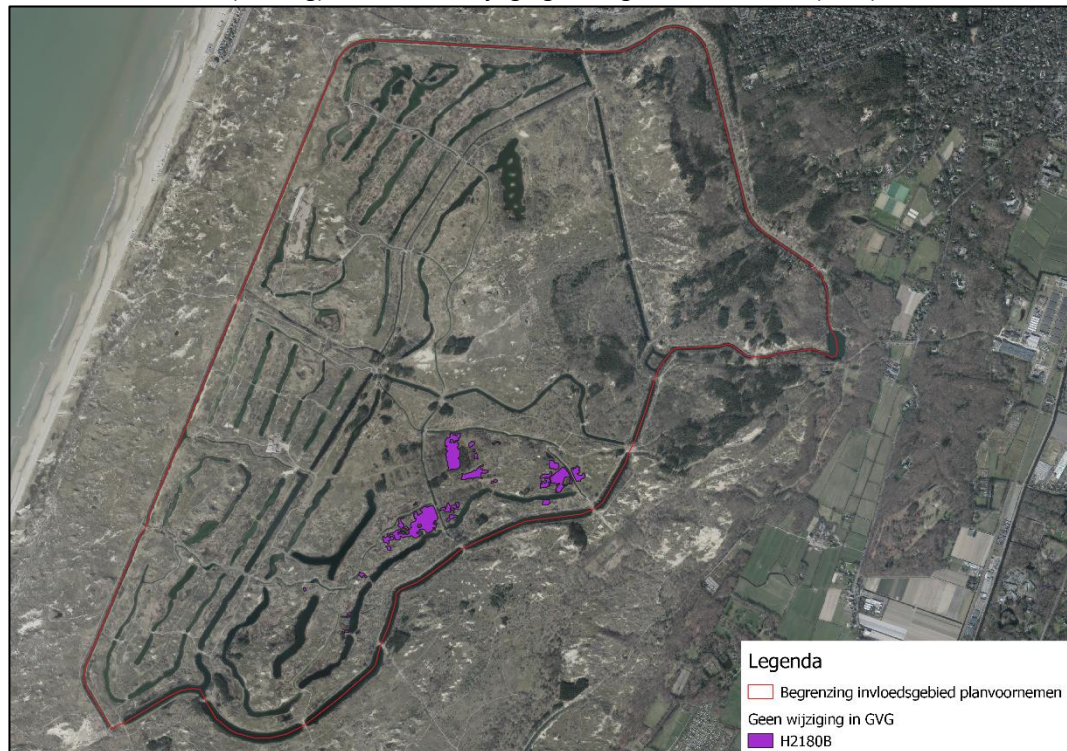 Legenda
Begrenzing invloedsgebied planvoornemen
Geen wijziging in GVG
H2180B